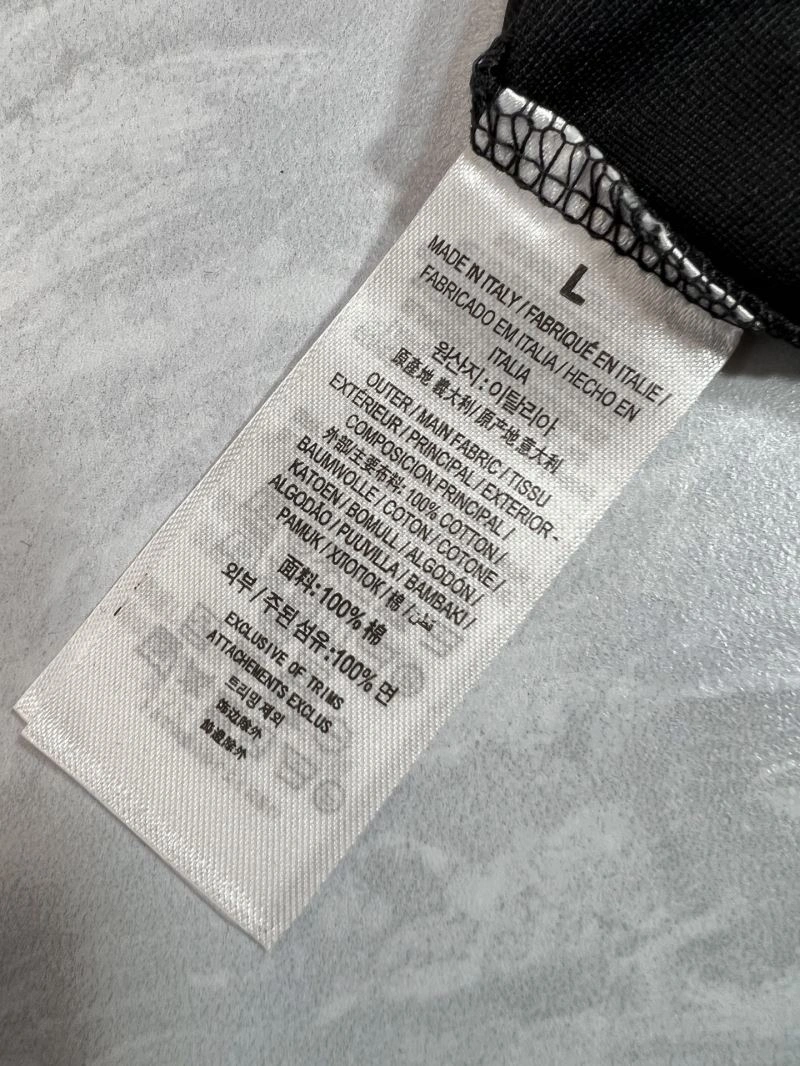 L
MADE IN ITALY / FABRIQUÉ EN ITALIE /
FABRICADO EM ITALIA / HECHO EN
ITALIA
원산지 : 이탈리아
原產地 義大利 / 原产地 意大利
OUTER / MAIN FABRIC / TISSU
EXTÉRIEUR / PRINCIPAL / EXTERIOR -
COMPOSICION PRINCIPAL /
外部/主要布料: 100% COTTON /
BAUMWOLLE / COTON / COTONE /
KATOEN / BOMULL / ALGODÓN /
ALGODÃO / PUUVILLA / BAMBAKI /
PAMUK / ХЛОПОК / 棉 / قطن
面料: 100% 棉
외부 / 주된 섬유 : 100% 면
EXCLUSIVE OF TRIMS
ATTACHEMENTS EXCLUS
트리밍 제외
饰边除外
飾邊除外